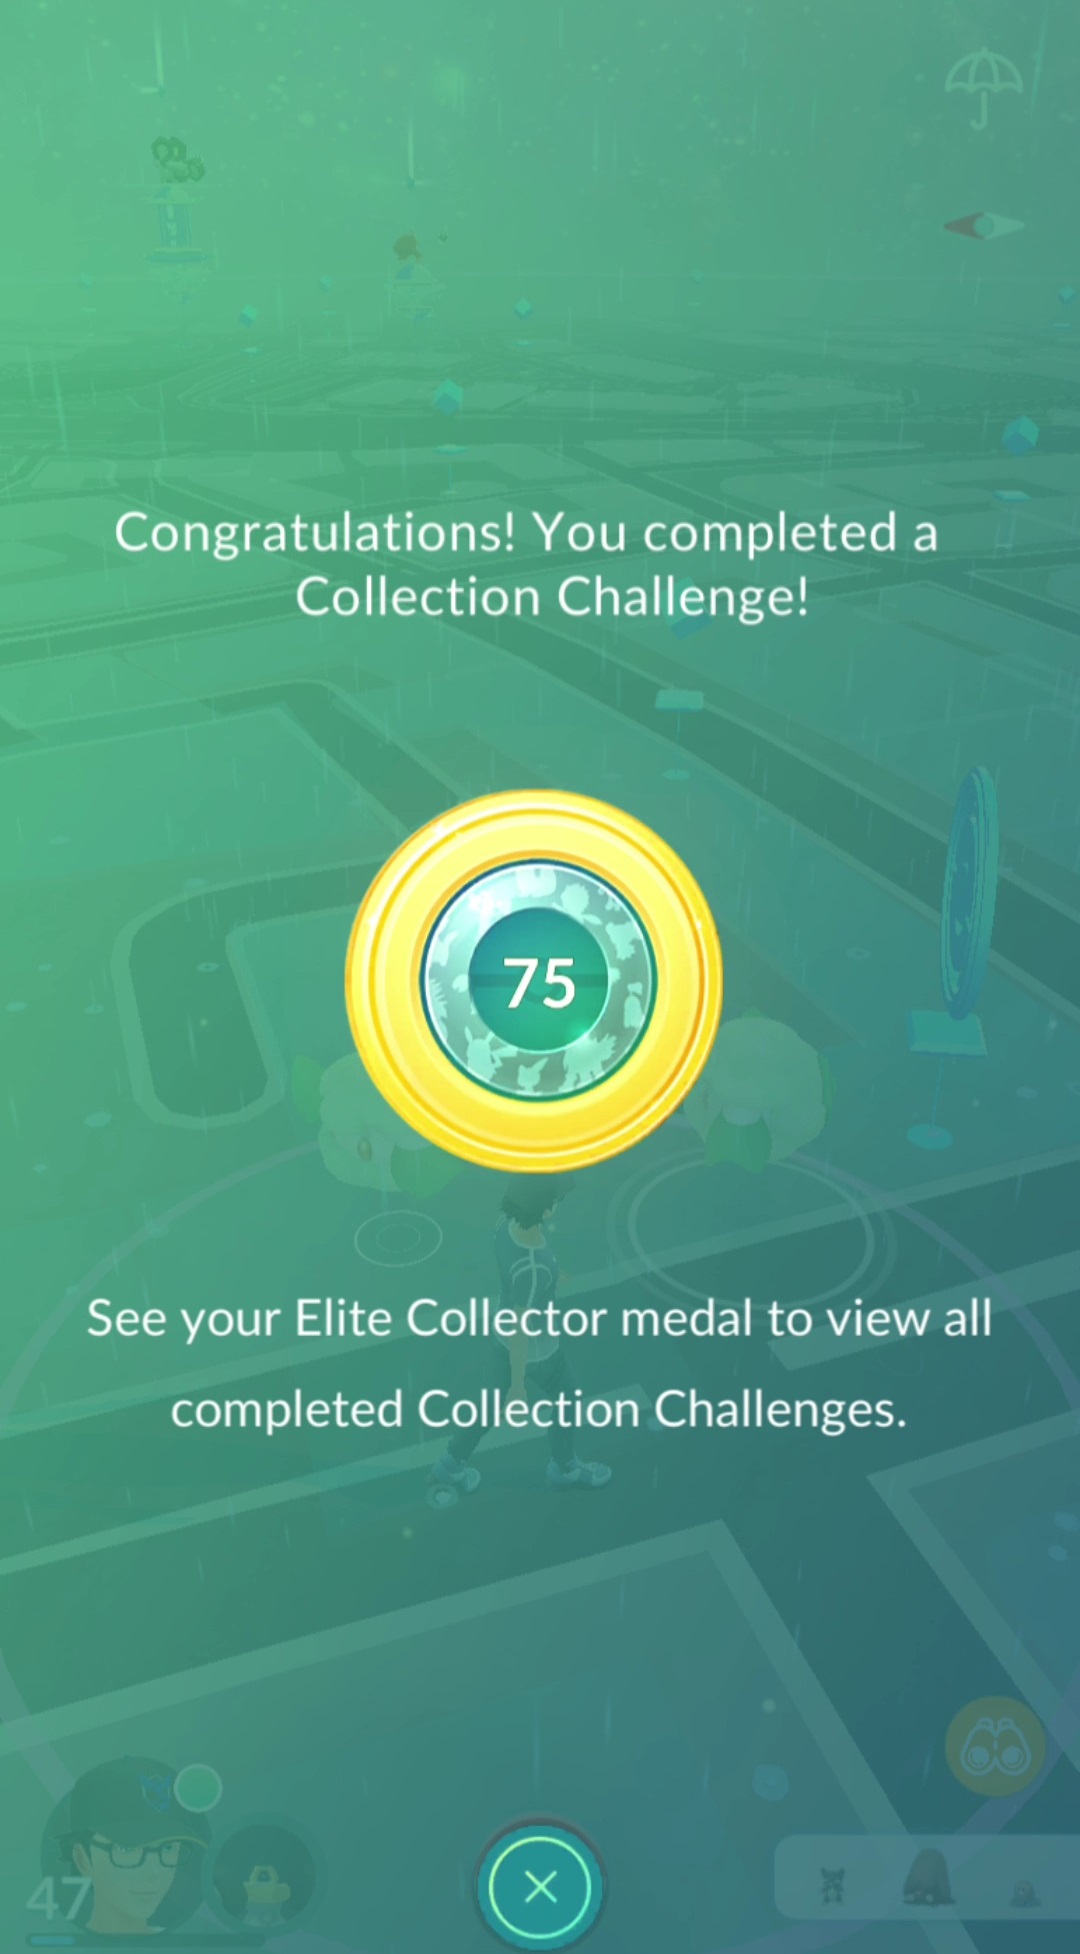 Congratulations! You completed a
Collection Challenge!
75
See your Elite Collector medal to view all
completed Collection Challenges.
47